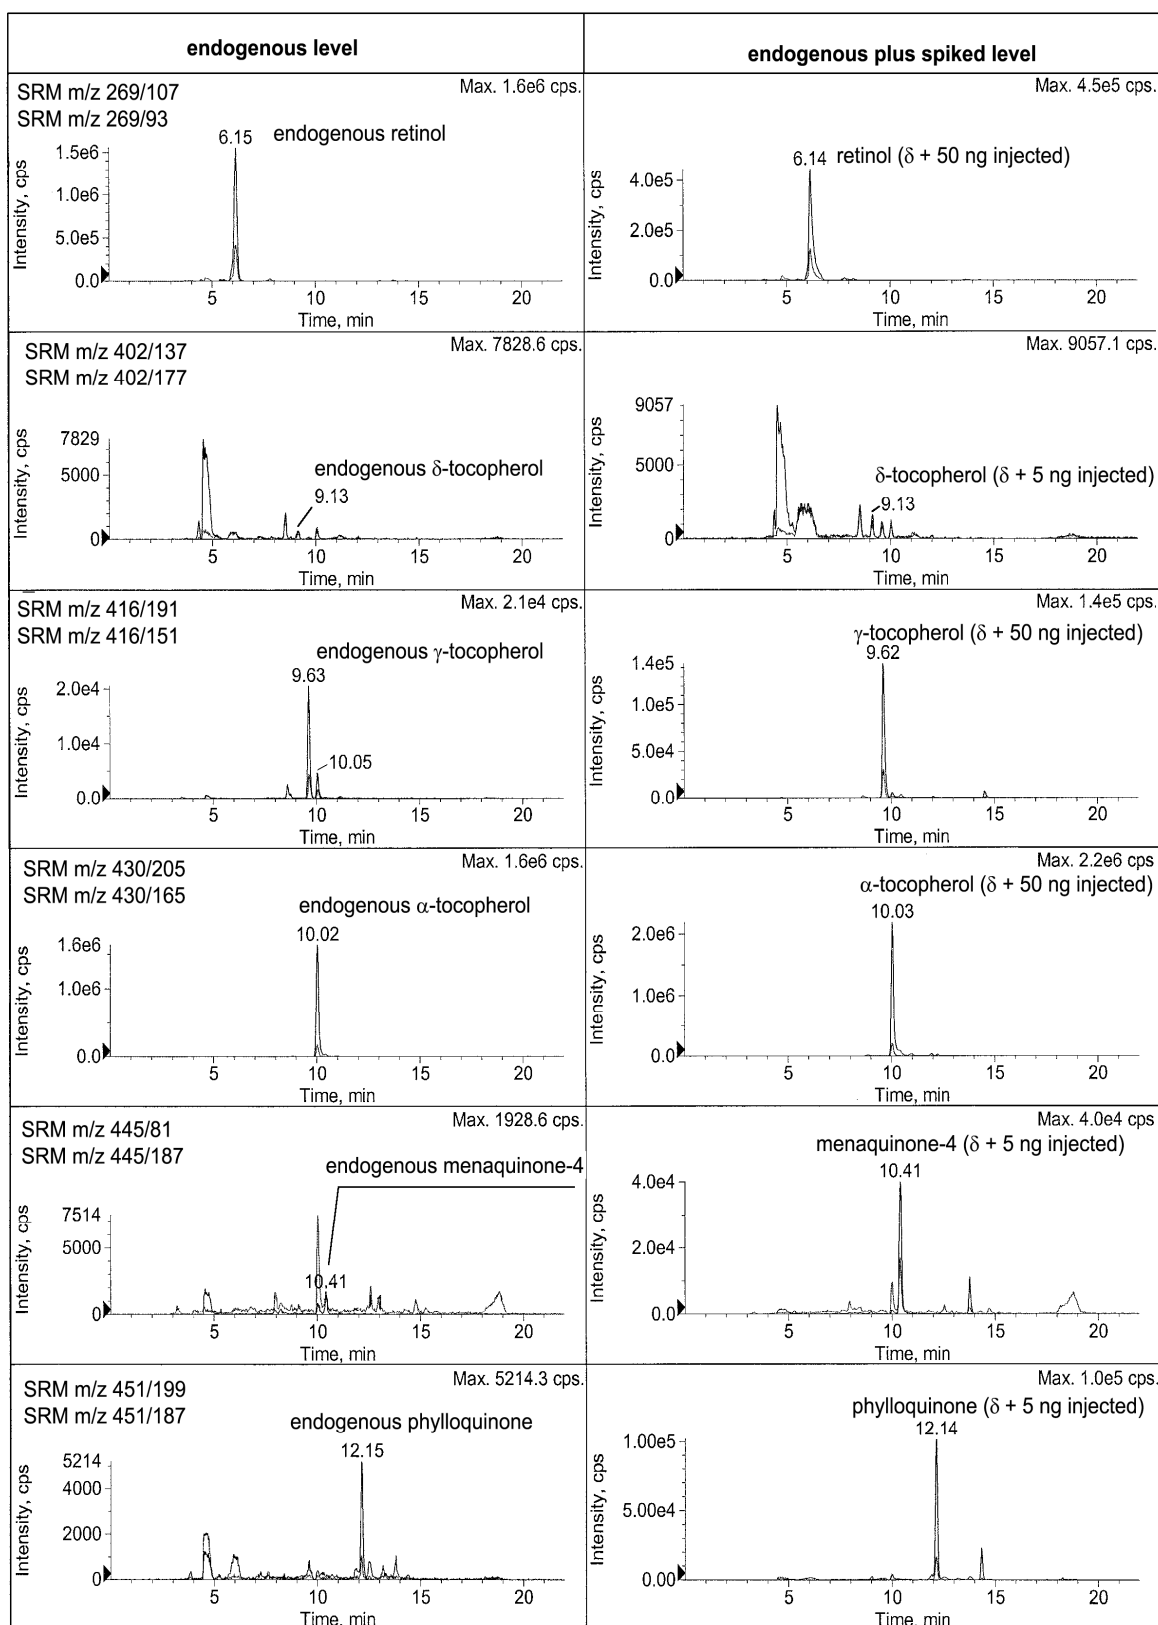 endogenous level
endogenous plus spiked level
SRM m/z 269/107
SRM m/z 269/93
Max. 1.6e6 cps.
endogenous retinol
6.15
Intensity, cps
1.5e6
1.0e6
5.0e5
0.0
5 10 15 20
Time, min
Max. 4.5e5 cps.
6.14 retinol (δ + 50 ng injected)
Intensity, cps
4.0e5
2.0e5
0.0
5 10 15 20
Time, min
SRM m/z 402/137
SRM m/z 402/177
Max. 7828.6 cps.
endogenous δ-tocopherol
9.13
Intensity, cps
7829
5000
0
5 10 15 20
Time, min
Max. 9057.1 cps.
δ-tocopherol (δ + 5 ng injected)
9.13
Intensity, cps
9057
5000
0
5 10 15 20
Time, min
SRM m/z 416/191
SRM m/z 416/151
Max. 2.1e4 cps.
endogenous γ-tocopherol
9.63
10.05
Intensity, cps
2.0e4
1.0e4
0.0
5 10 15 20
Time, min
Max. 1.4e5 cps.
γ-tocopherol (δ + 50 ng injected)
9.62
Intensity, cps
1.4e5
1.0e5
5.0e4
0.0
5 10 15 20
Time, min
SRM m/z 430/205
SRM m/z 430/165
Max. 1.6e6 cps.
endogenous α-tocopherol
10.02
Intensity, cps
1.6e6
1.0e6
0.0
5 10 15 20
Time, min
Max. 2.2e6 cps
α-tocopherol (δ + 50 ng injected)
10.03
Intensity, cps
2.0e6
1.0e6
0.0
5 10 15 20
Time, min
SRM m/z 445/81
SRM m/z 445/187
Max. 1928.6 cps.
endogenous menaquinone-4
10.41
Intensity, cps
7514
5000
0
5 10 15 20
Time, min
Max. 4.0e4 cps
menaquinone-4 (δ + 5 ng injected)
10.41
Intensity, cps
4.0e4
2.0e4
0.0
5 10 15 20
Time, min
SRM m/z 451/199
SRM m/z 451/187
Max. 5214.3 cps.
endogenous phylloquinone
12.15
Intensity, cps
5214
4000
2000
0
5 10 15 20
Time, min
Max. 1.0e5 cps.
phylloquinone (δ + 5 ng injected)
12.14
Intensity, cps
1.00e5
5.00e4
0.00
5 10 15 20
Time, min